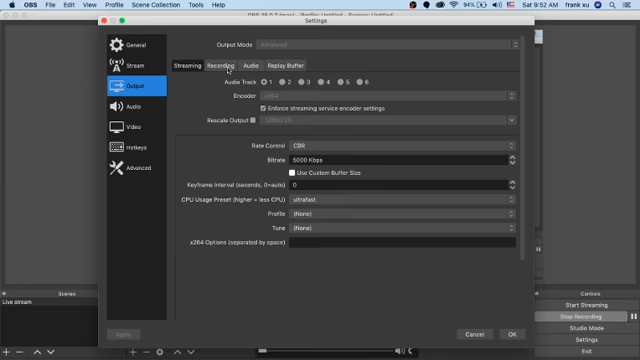 OBS File Edit View Profile Scene Collection Tools Help 94% Sat 9:52 AM frank xu
Settings
General
Stream
Output
Audio
Video
Hotkeys
Advanced
Output Mode Advanced
Streaming Recording Audio Replay Buffer
Audio Track 1 2 3 4 5 6
Encoder x264
Enforce streaming service encoder settings
Rescale Output 1280x720
Rate Control CBR
Bitrate 5000 Kbps
Use Custom Buffer Size
Keyframe Interval (seconds, 0=auto) 0
CPU Usage Preset (higher = less CPU) ultrafast
Profile (None)
Tune (None)
x264 Options (separated by space)
Apply Cancel OK
Scenes
Live stream
Controls
Start Streaming
Stop Recording
Studio Mode
Settings
Exit